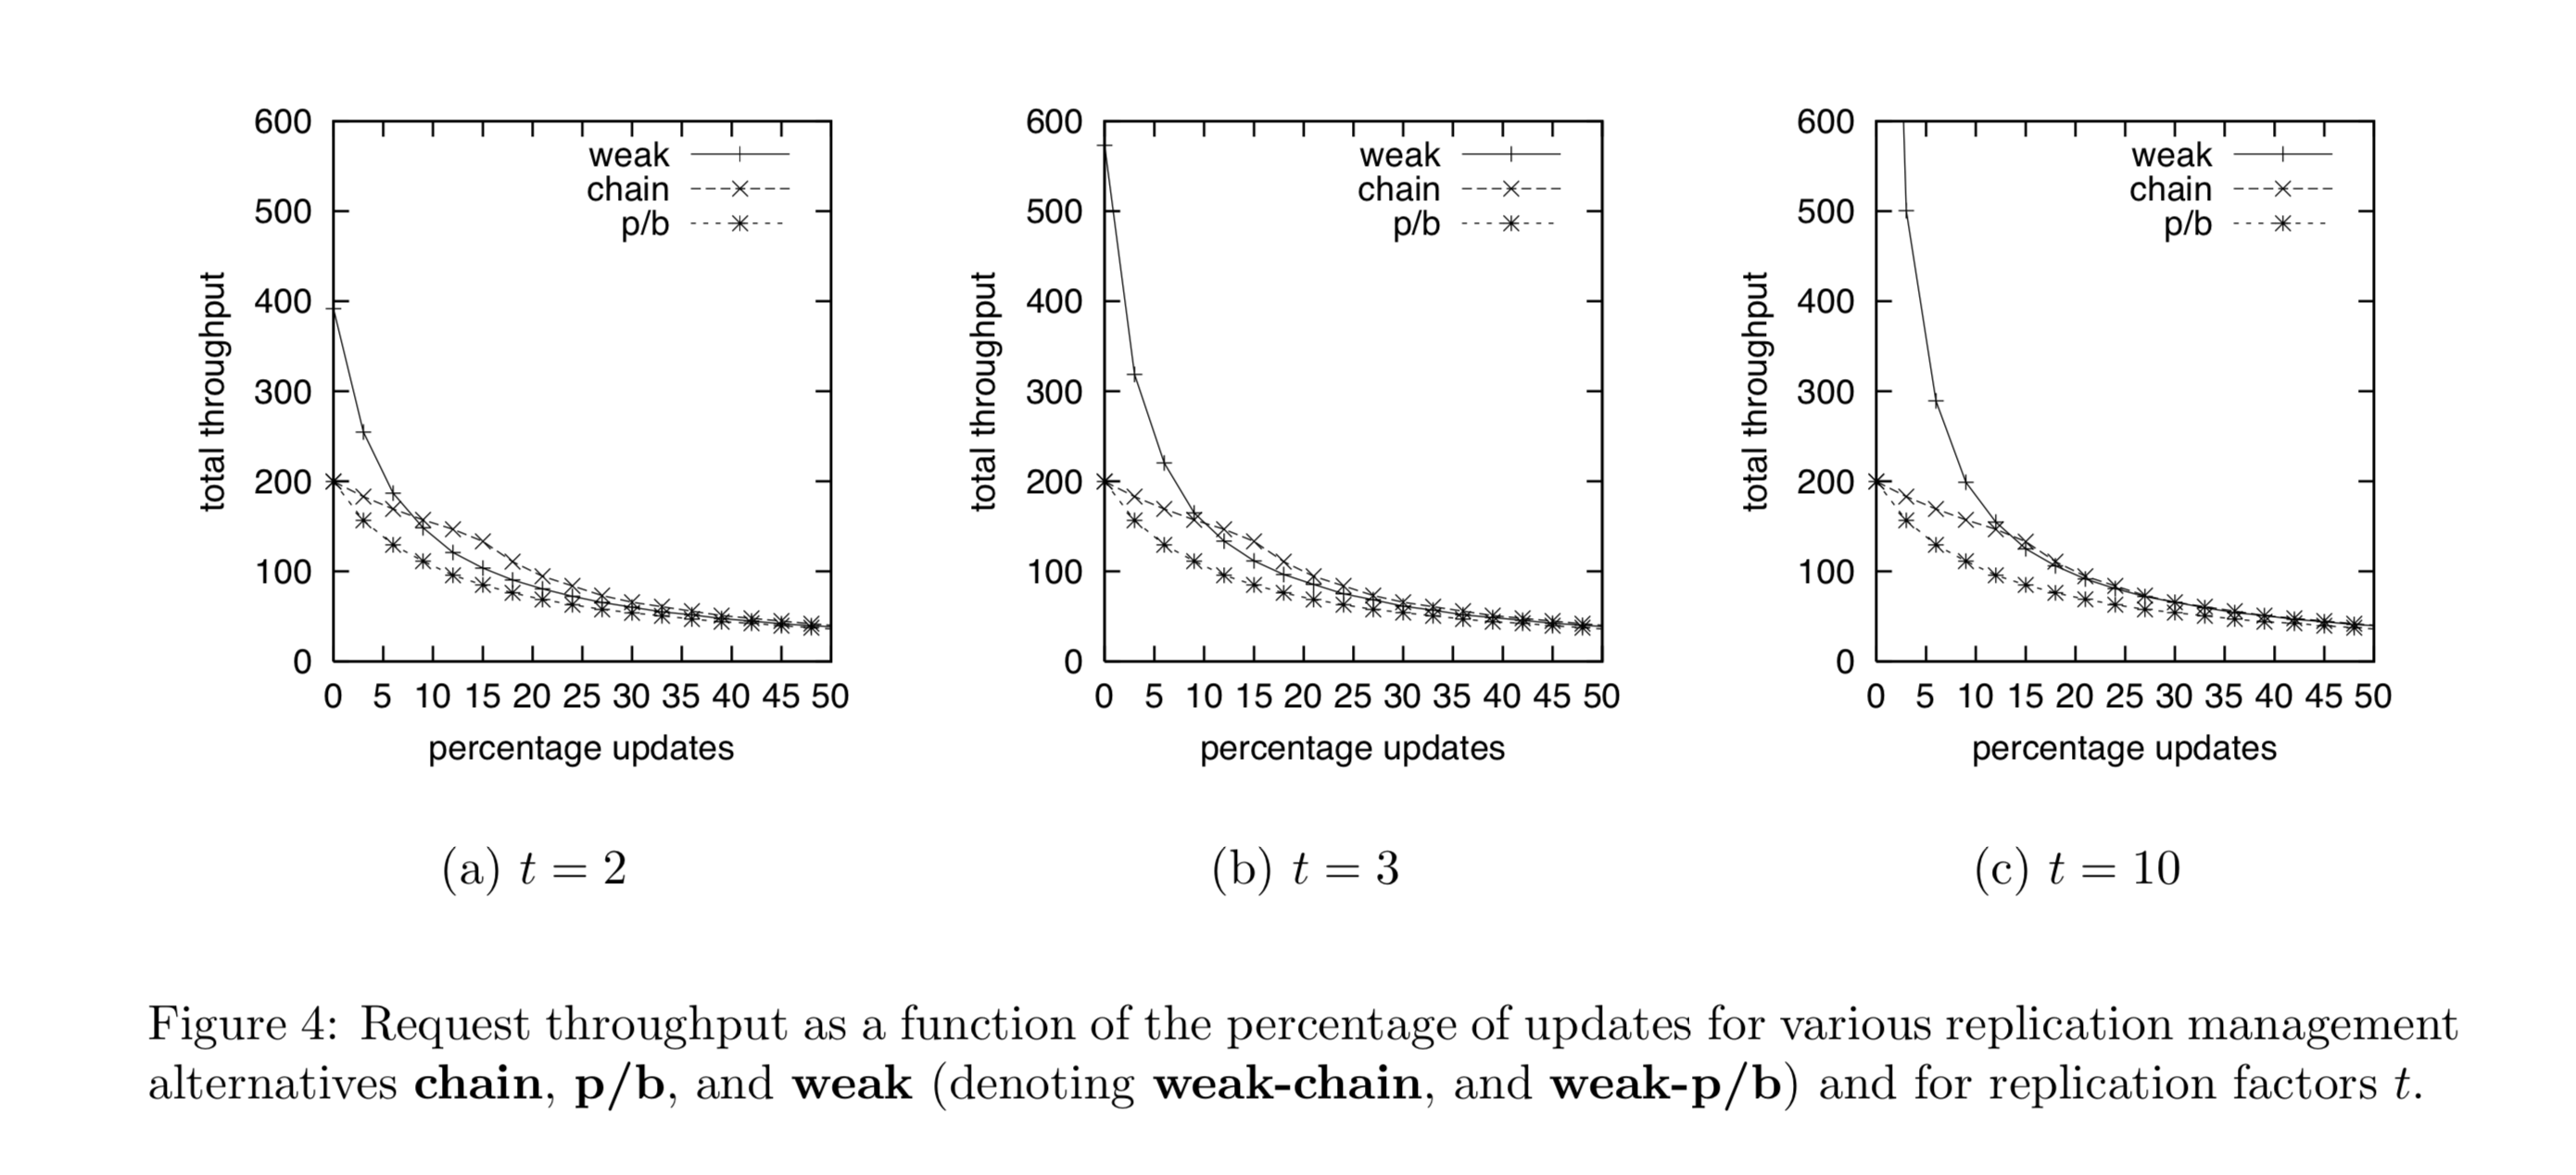 600
500
400
300
200
100
0
total throughput
weak
chain
p/b
0 5 10 15 20 25 30 35 40 45 50
percentage updates
(a) t = 2
600
500
400
300
200
100
0
total throughput
weak
chain
p/b
0 5 10 15 20 25 30 35 40 45 50
percentage updates
(b) t = 3
600
500
400
300
200
100
0
total throughput
weak
chain
p/b
0 5 10 15 20 25 30 35 40 45 50
percentage updates
(c) t = 10
Figure 4: Request throughput as a function of the percentage of updates for various replication management
alternatives chain, p/b, and weak (denoting weak-chain, and weak-p/b) and for replication factors t.